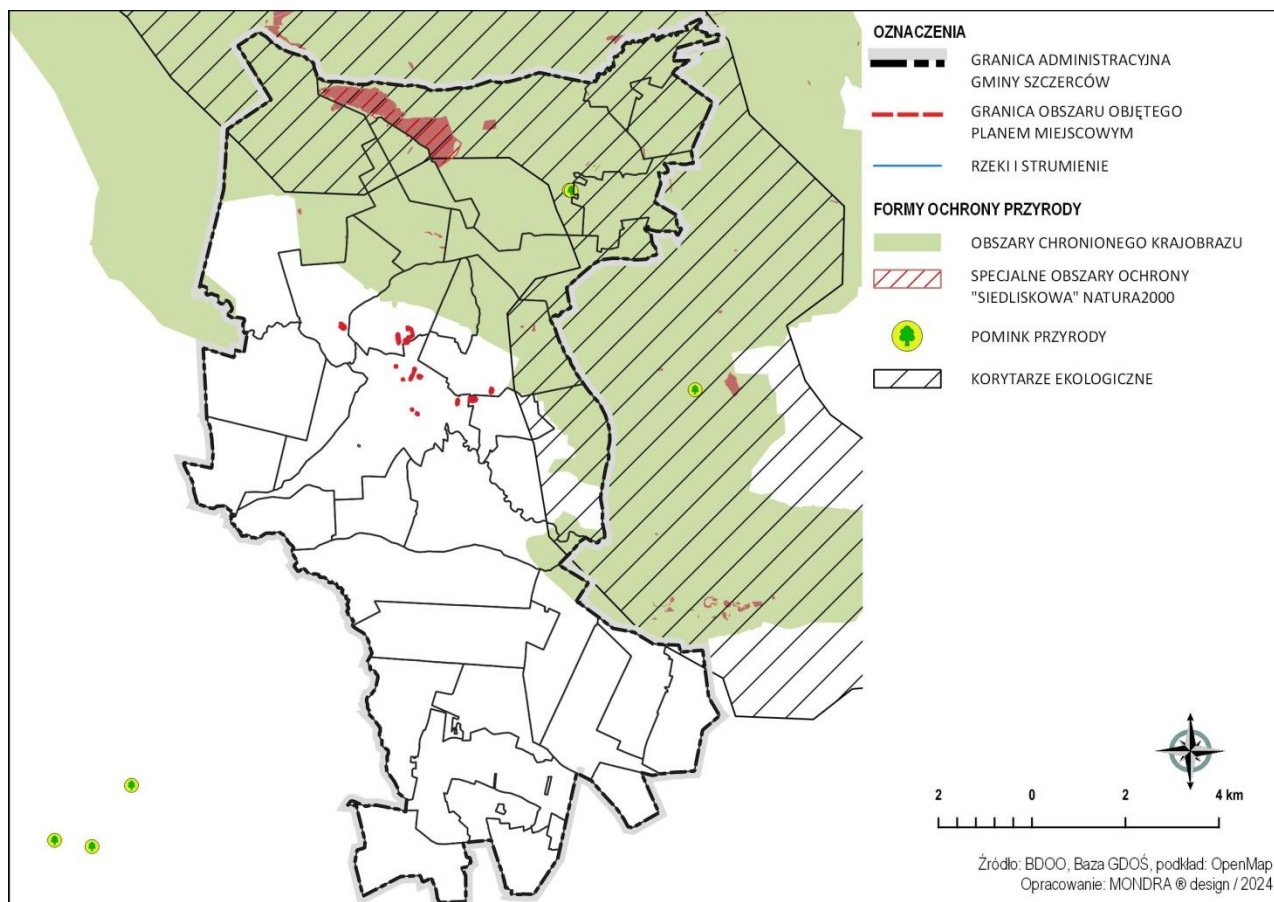 OZNACZENIA
GRANICA ADMINISTRACYJNA
GMINY SZCZERCÓW
GRANICA OBSZARU OBJĘTEGO
PLANEM MIEJSCOWYM
RZEKI I STRUMIENIE
FORMY OCHRONY PRZYRODY
OBSZARY CHRONIONEGO KRAJOBRAZU
SPECJALNE OBSZARY OCHRONY
"SIEDLISKOWA" NATURA2000
POMINK PRZYRODY
KORYTARZE EKOLOGICZNE
2 0 2 4 km
Źródło: BDOO, Baza GDOŚ, podkład: OpenMap
Opracowanie: MONDRA ® design / 2024